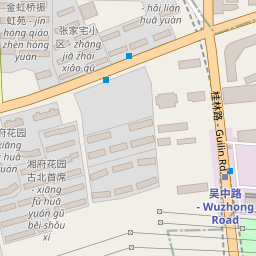 金虹桥振
虹苑 - jīn
hóng qiáo
zhèn hóng
yuàn
张家宅小
区 - zhāng
jiā zhái
xiǎo qū
hǎi lián
huā yuán
桂林路 - Guilin Rd.
府花园
fǔ huā
yuán
湘府花园
古北首席
- xiāng
fǔ huā
yuán gǔ
běi shǒu
xí
吴中路
- Wuzhong
Road